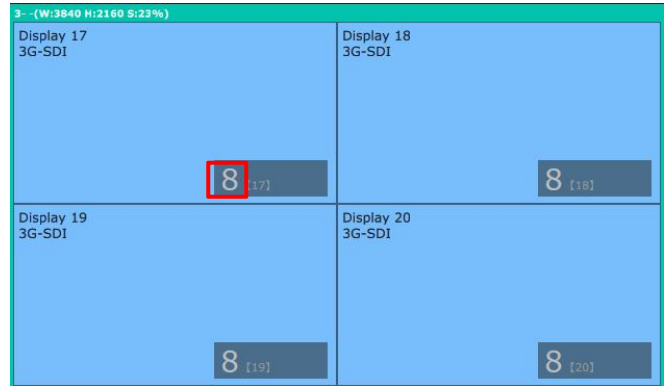 3- -(W:3840 H:2160 S:23%)
Display 17
3G-SDI
8 【17】
Display 18
3G-SDI
8 【18】
Display 19
3G-SDI
8 【19】
Display 20
3G-SDI
8 【20】